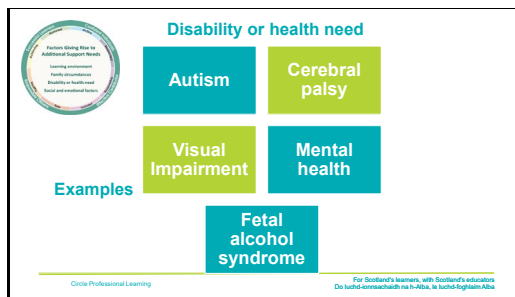 Disability or health need
Factors Giving Rise to
Additional Support Needs
Learning environment
Family circumstances
Disability or health need
Social and emotional factors
Autism
Cerebral
palsy
Visual
Impairment
Mental
health
Examples
Fetal
alcohol
syndrome
Circle Professional Learning
For Scotland's learners, with Scotland's educators
Do luchd-ionnsachaidh na h-Alba, le luchd-foghlaim Alba